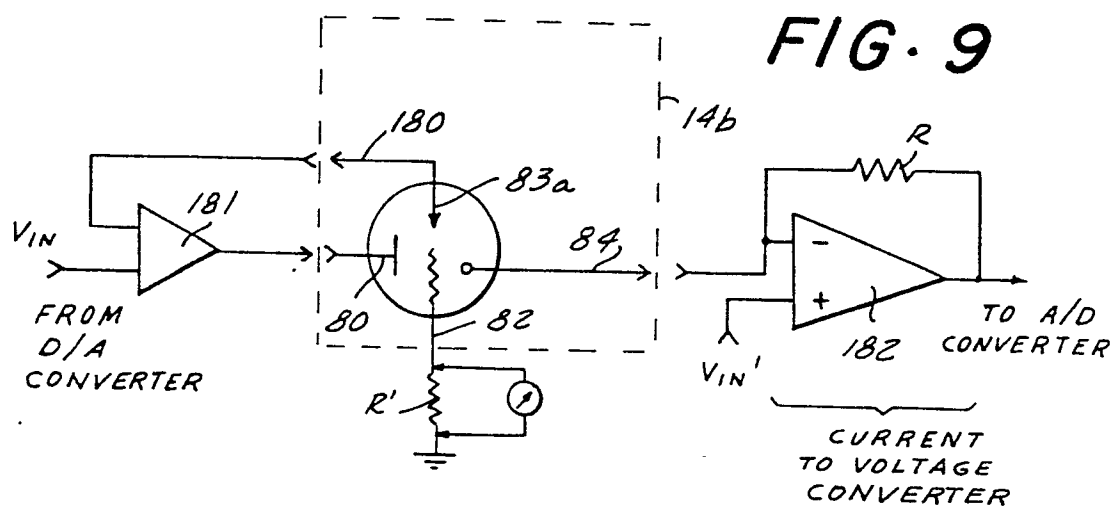 FIG. 9
180
14b
R
83a
181
VIN
84
-
+
80
82
182
FROM
D/A
CONVERTER
TO A/D
CONVERTER
VIN'
R'
CURRENT
TO VOLTAGE
CONVERTER